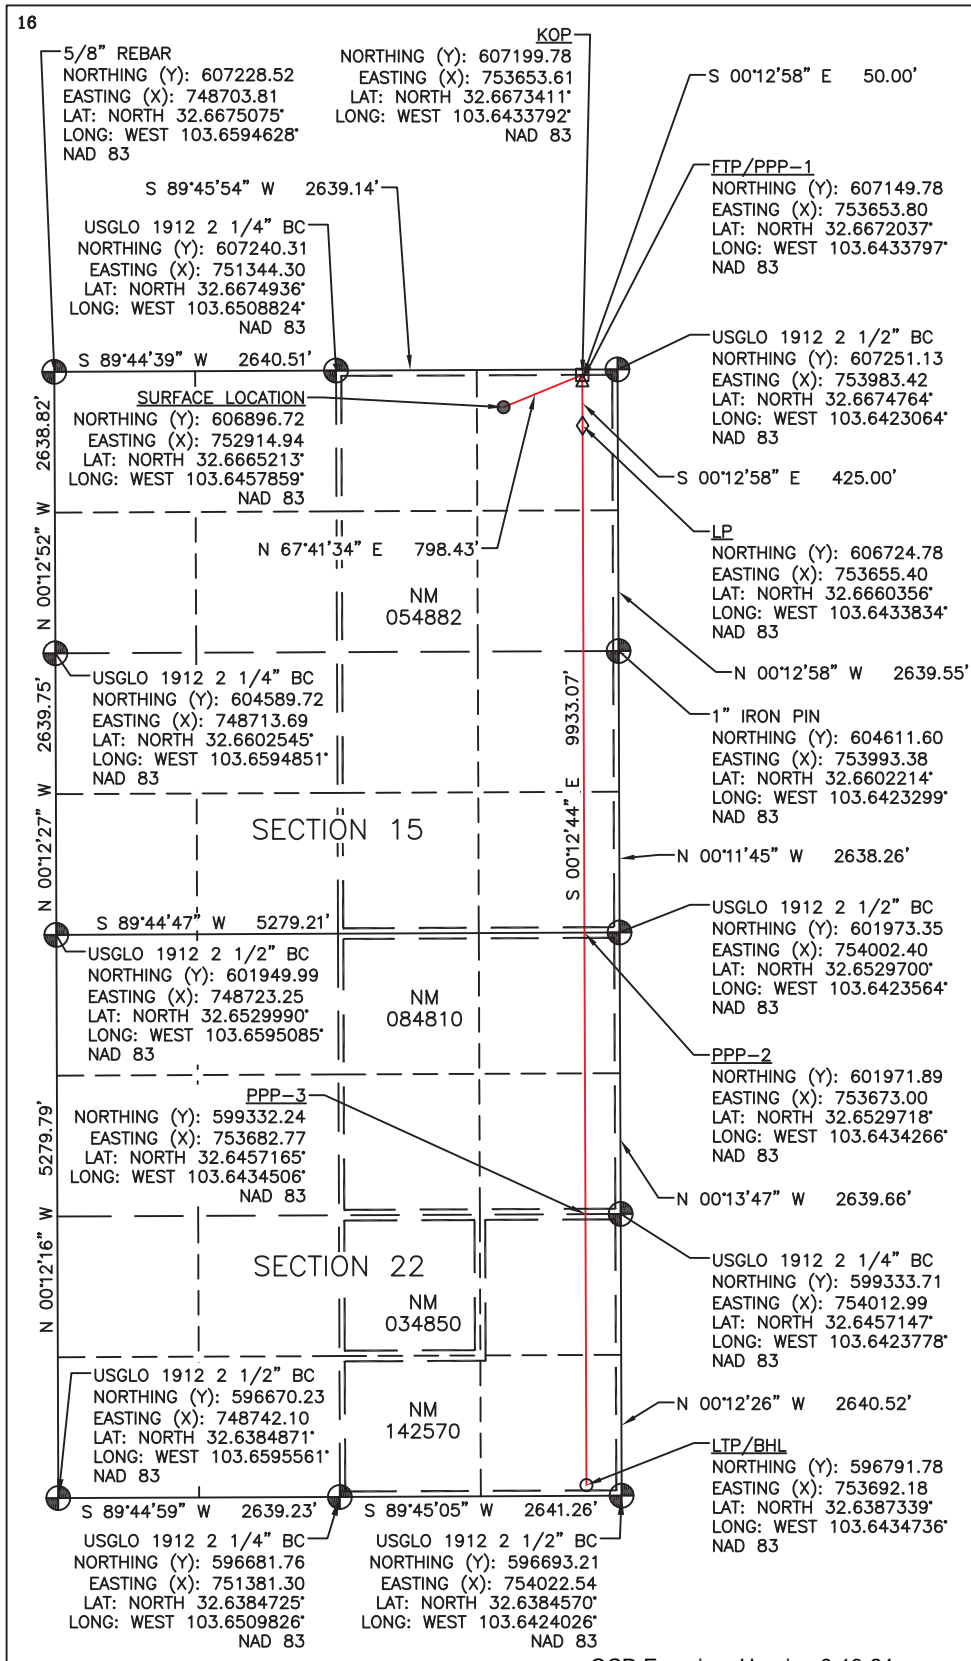 16
5/8" REBAR
NORTHING (Y): 607228.52
EASTING (X): 748703.81
LAT: NORTH 32.6675075°
LONG: WEST 103.6594628°
NAD 83
KOP
NORTHING (Y): 607199.78
EASTING (X): 753653.61
LAT: NORTH 32.6673411°
LONG: WEST 103.6433792°
NAD 83
S 00°12'58" E 50.00'
FTP/PPP-1
NORTHING (Y): 607149.78
EASTING (X): 753653.80
LAT: NORTH 32.6672037°
LONG: WEST 103.6433797°
NAD 83
S 89°45'54" W 2639.14'
USGLO 1912 2 1/4" BC
NORTHING (Y): 607240.31
EASTING (X): 751344.30
LAT: NORTH 32.6674936°
LONG: WEST 103.6508824°
NAD 83
USGLO 1912 2 1/2" BC
NORTHING (Y): 607251.13
EASTING (X): 753983.42
LAT: NORTH 32.6674764°
LONG: WEST 103.6423064°
NAD 83
S 89°44'39" W 2640.51'
SURFACE LOCATION
NORTHING (Y): 606896.72
EASTING (X): 752914.94
LAT: NORTH 32.6665213°
LONG: WEST 103.6457859°
NAD 83
S 00°12'58" E 425.00'
N 67°41'34" E 798.43'
LP
NORTHING (Y): 606724.78
EASTING (X): 753655.40
LAT: NORTH 32.6660356°
LONG: WEST 103.6433834°
NAD 83
N 00°12'52" W 2638.82'
NM
054882
N 00°12'58" W 2639.55'
USGLO 1912 2 1/4" BC
NORTHING (Y): 604589.72
EASTING (X): 748713.69
LAT: NORTH 32.6602545°
LONG: WEST 103.6594851°
NAD 83
1" IRON PIN
NORTHING (Y): 604611.60
EASTING (X): 753993.38
LAT: NORTH 32.6602214°
LONG: WEST 103.6423299°
NAD 83
N 00°12'27" W 2639.75'
S 00°12'44" E 9933.07'
SECTION 15
N 00°11'45" W 2638.26'
S 89°44'47" W 5279.21'
USGLO 1912 2 1/2" BC
NORTHING (Y): 601949.99
EASTING (X): 748723.25
LAT: NORTH 32.6529990°
LONG: WEST 103.6595085°
NAD 83
USGLO 1912 2 1/2" BC
NORTHING (Y): 601973.35
EASTING (X): 754002.40
LAT: NORTH 32.6529700°
LONG: WEST 103.6423564°
NAD 83
NM
084810
PPP-2
NORTHING (Y): 601971.89
EASTING (X): 753673.00
LAT: NORTH 32.6529718°
LONG: WEST 103.6434266°
NAD 83
PPP-3
NORTHING (Y): 599332.24
EASTING (X): 753682.77
LAT: NORTH 32.6457165°
LONG: WEST 103.6434506°
NAD 83
N 00°12'16" W 5279.79'
N 00°13'47" W 2639.66'
SECTION 22
USGLO 1912 2 1/4" BC
NORTHING (Y): 599333.71
EASTING (X): 754012.99
LAT: NORTH 32.6457147°
LONG: WEST 103.6423778°
NAD 83
NM
034850
USGLO 1912 2 1/2" BC
NORTHING (Y): 596670.23
EASTING (X): 748742.10
LAT: NORTH 32.6384871°
LONG: WEST 103.6595561°
NAD 83
NM
142570
N 00°12'26" W 2640.52'
LTP/BHL
NORTHING (Y): 596791.78
EASTING (X): 753692.18
LAT: NORTH 32.6387339°
LONG: WEST 103.6434736°
NAD 83
S 89°44'59" W 2639.23'
S 89°45'05" W 2641.26'
USGLO 1912 2 1/4" BC
NORTHING (Y): 596681.76
EASTING (X): 751381.30
LAT: NORTH 32.6384725°
LONG: WEST 103.6509826°
NAD 83
USGLO 1912 2 1/2" BC
NORTHING (Y): 596693.21
EASTING (X): 754022.54
LAT: NORTH 32.6384570°
LONG: WEST 103.6424026°
NAD 83